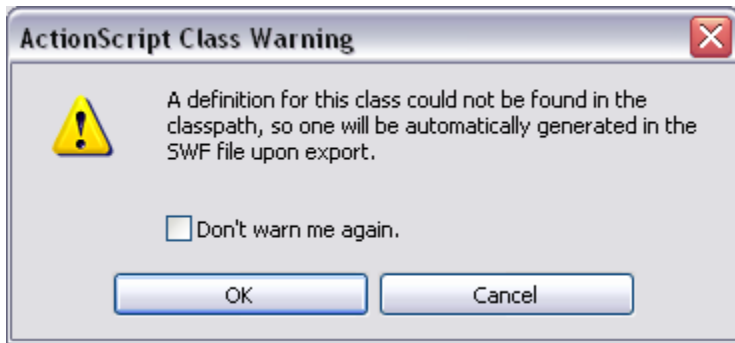 ActionScript Class Warning
A definition for this class could not be found in the
classpath, so one will be automatically generated in the
SWF file upon export.
Don't warn me again.
OK
Cancel